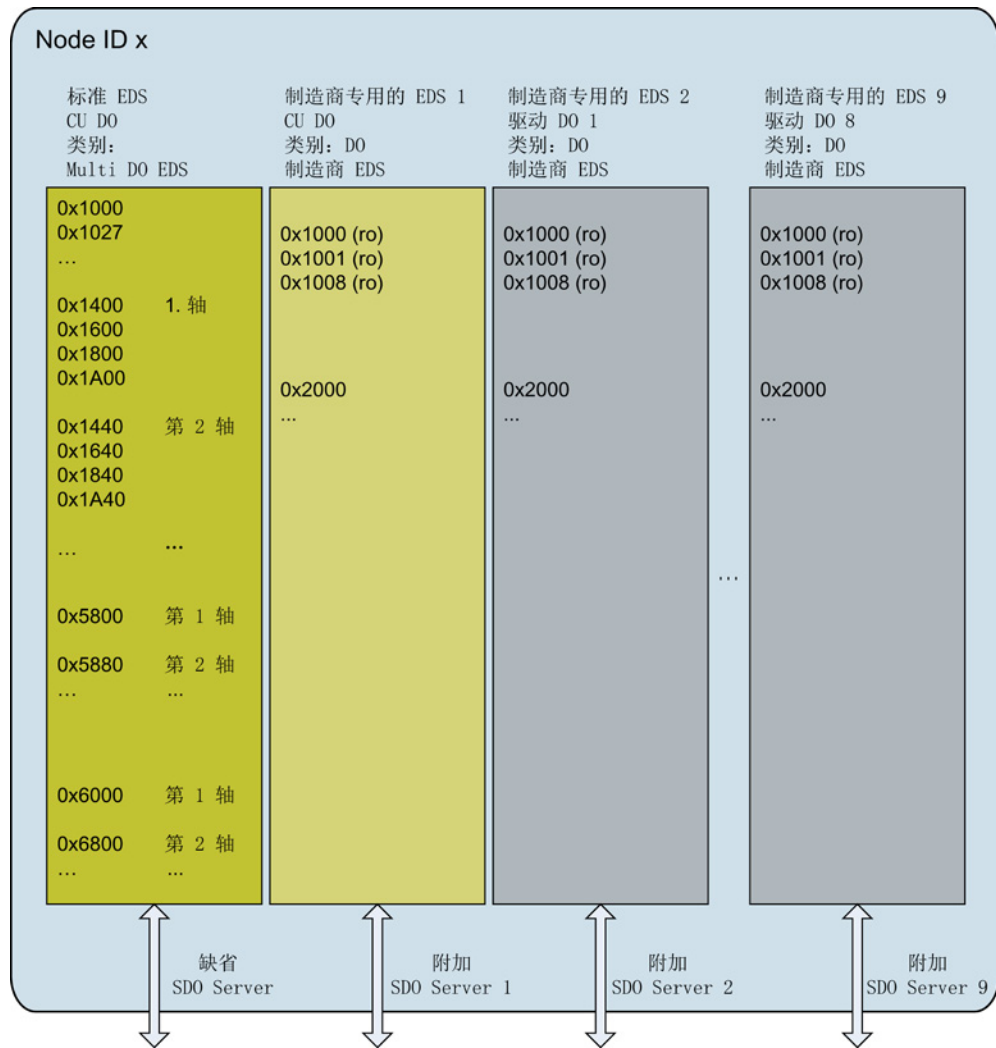 Node ID x
标准 EDS
CU DO
类别:
Multi DO EDS
制造商专用的 EDS 1
CU DO
类别: DO
制造商 EDS
制造商专用的 EDS 2
驱动 DO 1
类别: DO
制造商 EDS
制造商专用的 EDS 9
驱动 DO 8
类别: DO
制造商 EDS
0x1000
0x1027
...
0x1400 1. 轴
0x1600
0x1800
0x1A00
0x1440 第 2 轴
0x1640
0x1840
0x1A40
... ...
0x5800 第 1 轴
0x5880 第 2 轴
... ...
0x6000 第 1 轴
0x6800 第 2 轴
... ...
0x1000 (ro)
0x1001 (ro)
0x1008 (ro)
0x2000
...
0x1000 (ro)
0x1001 (ro)
0x1008 (ro)
0x2000
...
...
0x1000 (ro)
0x1001 (ro)
0x1008 (ro)
0x2000
...
缺省
SDO Server
附加
SDO Server 1
附加
SDO Server 2
附加
SDO Server 9